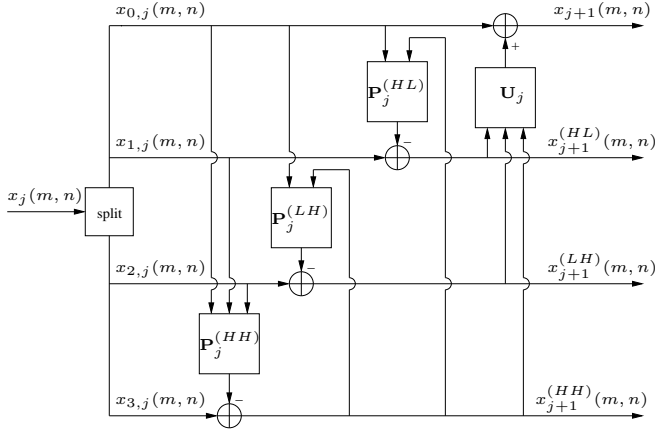 x_{0,j}(m, n)
x_{j+1}(m, n)
+
P_j^{(HL)}
U_j
−
x_{1,j}(m, n)
x_{j+1}^{(HL)}(m, n)
x_j(m, n)
split
P_j^{(LH)}
−
x_{2,j}(m, n)
x_{j+1}^{(LH)}(m, n)
P_j^{(HH)}
−
x_{3,j}(m, n)
x_{j+1}^{(HH)}(m, n)